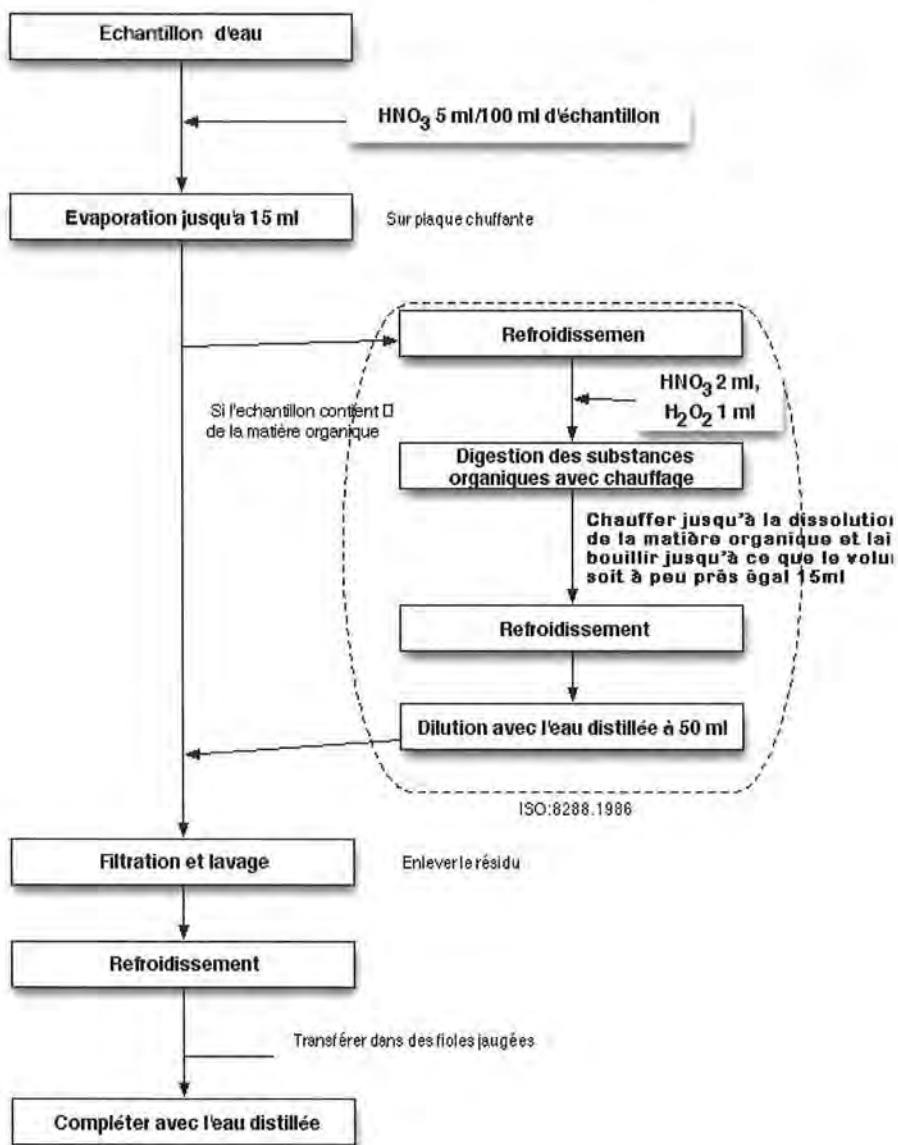 Echantillon d'eau
HNO3 5 ml/100 ml d'échantillon
Evaporation jusqu'a 15 ml
Sur plaque chuffante
Refroidissemen
HNO3 2 ml,
H2O2 1 ml
Si l'echantillon contient
de la matière organique
Digestion des substances
organiques avec chauffage
Chauffer jusqu'à la dissolution
de la matière organique et lai
bouillir jusqu'à ce que le volu
soit à peu près égal 15ml
Refroidissement
Dilution avec l'eau distillée à 50 ml
ISO:8288.1986
Filtration et lavage
Enlever le résidu
Refroidissement
Transférer dans des fioles jaugées
Compléter avec l'eau distillée